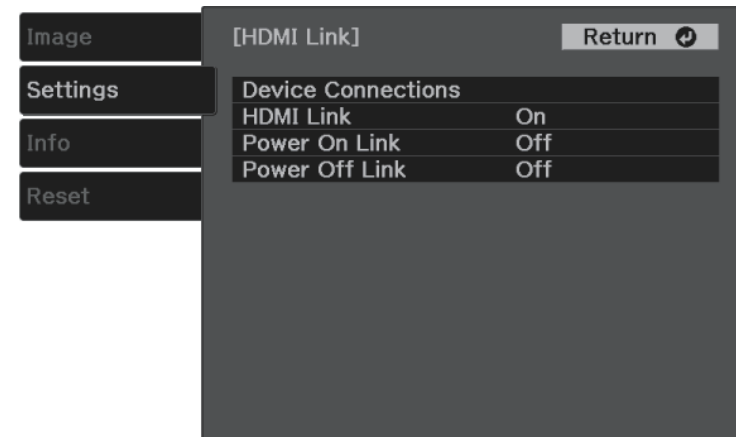 Image
Settings
Info
Reset
[HDMI Link]
Return
Device Connections
HDMI Link On
Power On Link Off
Power Off Link Off